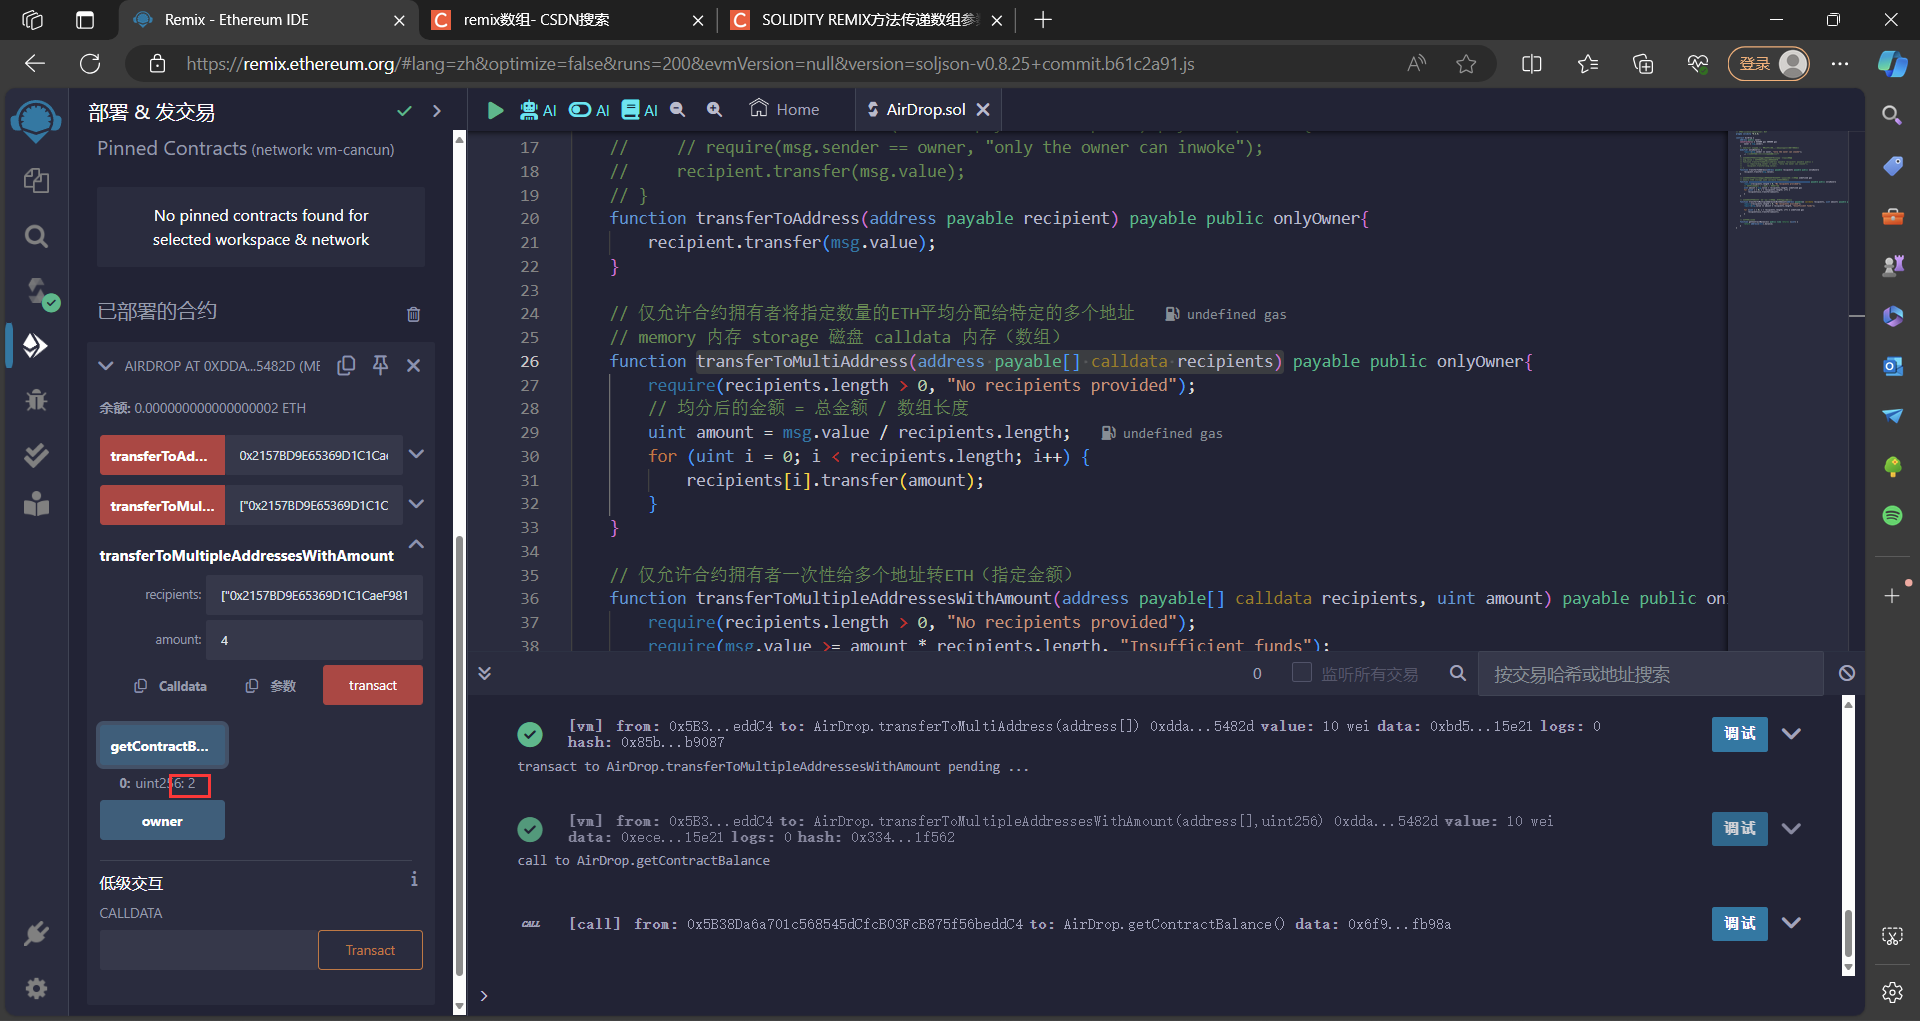 Remix - Ethereum IDE
remix数组- CSDN搜索
SOLIDITY REMIX方法传递数组参
https://remix.ethereum.org/#lang=zh&optimize=false&runs=200&evmVersion=null&version=soljson-v0.8.25+commit.b61c2a91.js
登录
部署 & 发交易
Pinned Contracts (network: vm-cancun)
No pinned contracts found for
selected workspace & network
已部署的合约
AIRDROP AT 0XDDA...5482D (ME
余额: 0.000000000000000002 ETH
transferToAd...
0x2157BD9E65369D1C1Cae
transferToMul...
["0x2157BD9E65369D1C1C
transferToMultipleAddressesWithAmount
recipients:
["0x2157BD9E65369D1C1CaeF981
amount:
4
Calldata
参数
transact
getContractB...
0: uint256: 2
owner
低级交互
i
CALLDATA
Transact
AI
AI
AI
Home
AirDrop.sol
17 //     // require(msg.sender == owner, "only the owner can inwoke");
18 //     recipient.transfer(msg.value);
19 // }
20 function transferToAddress(address payable recipient) payable public onlyOwner{
21     recipient.transfer(msg.value);
22 }
23
24 // 仅允许合约拥有者将指定数量的ETH平均分配给特定的多个地址 undefined gas
25 // memory 内存 storage 磁盘 calldata 内存（数组）
26 function transferToMultiAddress(address payable[] calldata recipients) payable public onlyOwner{
27     require(recipients.length > 0, "No recipients provided");
28     // 均分后的金额 = 总金额 / 数组长度
29     uint amount = msg.value / recipients.length; undefined gas
30     for (uint i = 0; i < recipients.length; i++) {
31         recipients[i].transfer(amount);
32     }
33 }
34
35 // 仅允许合约拥有者一次性给多个地址转ETH（指定金额）
36 function transferToMultipleAddressesWithAmount(address payable[] calldata recipients, uint amount) payable public on
37     require(recipients.length > 0, "No recipients provided");
38     require(msg.value >= amount * recipients.length, "Insufficient funds");
0
监听所有交易
按交易哈希或地址搜索
[vm] from: 0x5B3...eddC4 to: AirDrop.transferToMultiAddress(address[]) 0xdda...5482d value: 10 wei data: 0xbd5...15e21 logs: 0
hash: 0x85b...b9087
调试
transact to AirDrop.transferToMultipleAddressesWithAmount pending ...
[vm] from: 0x5B3...eddC4 to: AirDrop.transferToMultipleAddressesWithAmount(address[],uint256) 0xdda...5482d value: 10 wei
data: 0xece...15e21 logs: 0 hash: 0x334...1f562
调试
call to AirDrop.getContractBalance
CALL
[call] from: 0x5B38Da6a701c568545dCfcB03FcB875f56beddC4 to: AirDrop.getContractBalance() data: 0x6f9...fb98a
调试
>